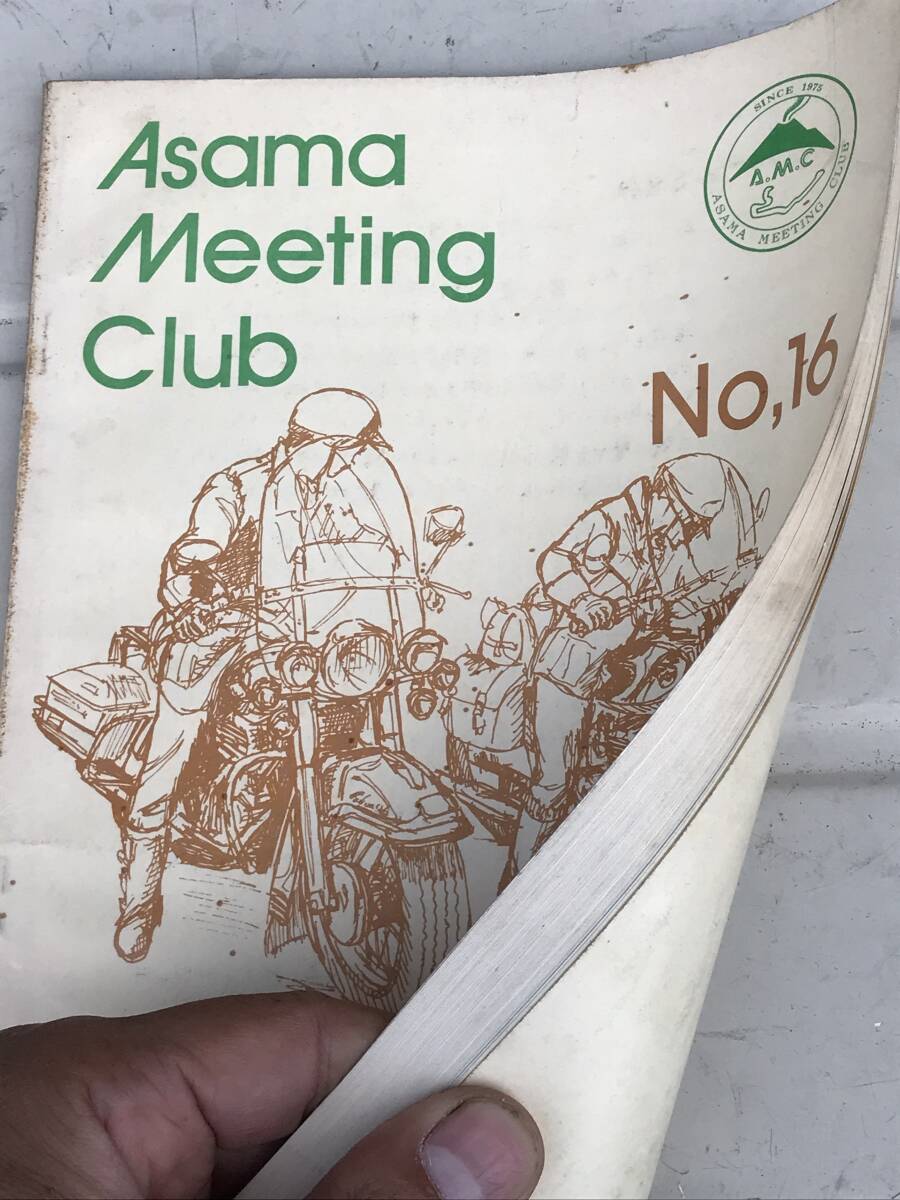 Asama
Meeting
Club
SINCE 1975
A.M.C
ASAMA MEETING CLUB
No,16